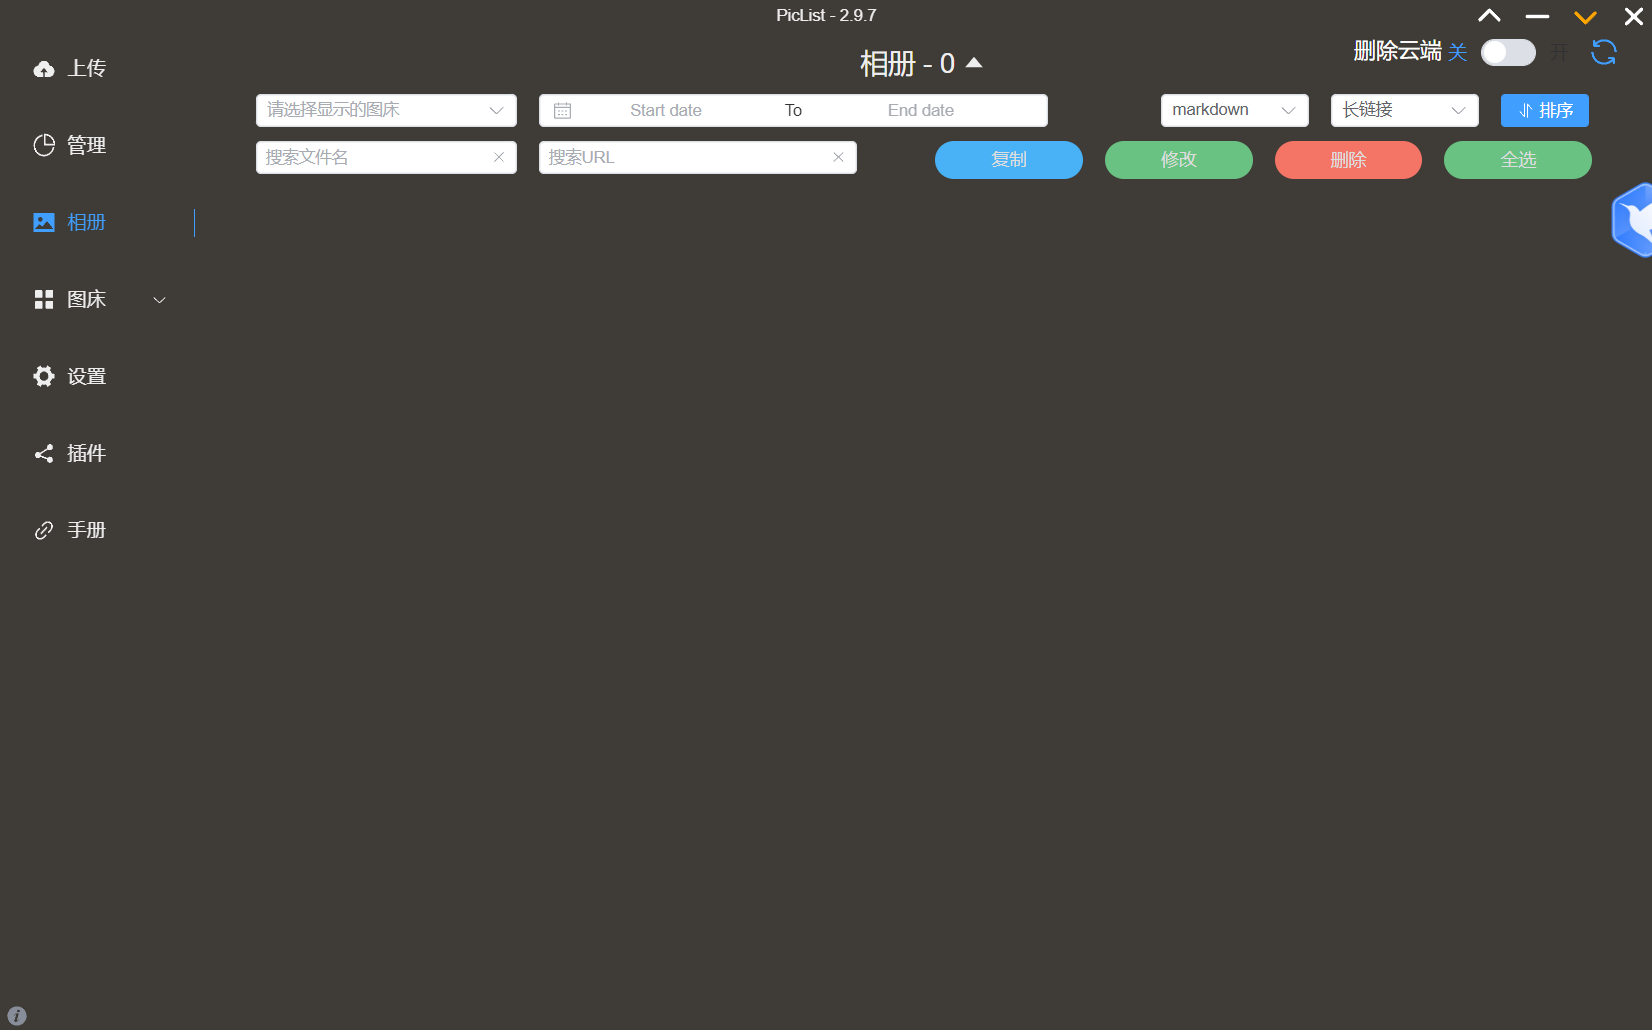 PicList - 2.9.7
上传
管理
相册
图床
设置
插件
手册
相册 - 0
删除云端 关 开
请选择显示的图床
Start date To End date
markdown
长链接
排序
搜索文件名
搜索URL
复制
修改
删除
全选